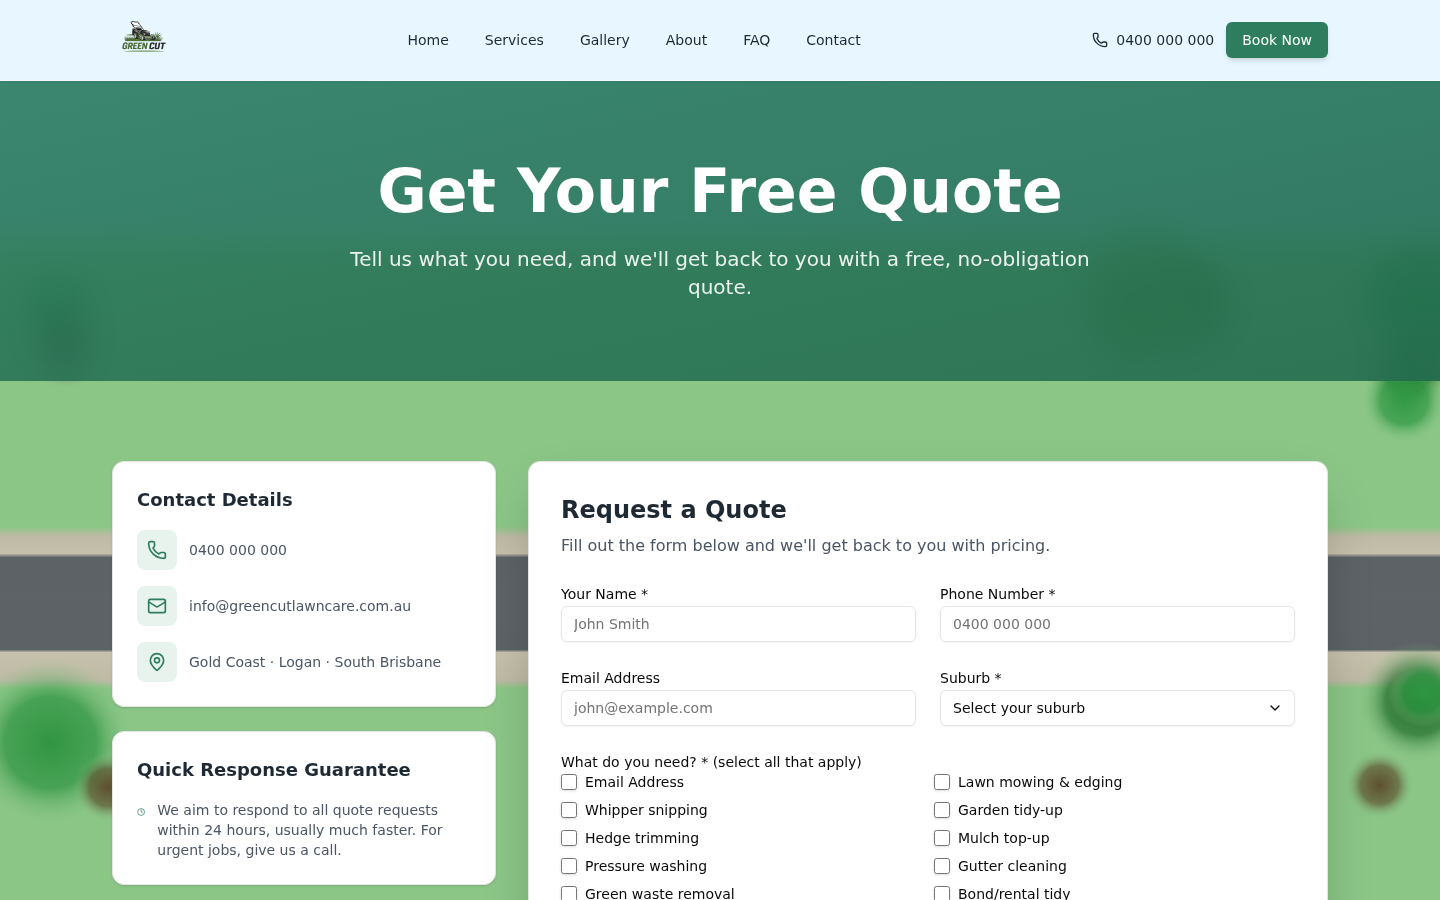 GREEN CUT
Home
Services
Gallery
About
FAQ
Contact
0400 000 000
Book Now
Get Your Free Quote
Tell us what you need, and we'll get back to you with a free, no-obligation
quote.
Contact Details
0400 000 000
info@greencutlawncare.com.au
Gold Coast · Logan · South Brisbane
Quick Response Guarantee
We aim to respond to all quote requests
within 24 hours, usually much faster. For
urgent jobs, give us a call.
Request a Quote
Fill out the form below and we'll get back to you with pricing.
Your Name *
John Smith
Phone Number *
0400 000 000
Email Address
john@example.com
Suburb *
Select your suburb
What do you need? * (select all that apply)
Email Address
Lawn mowing & edging
Whipper snipping
Garden tidy-up
Hedge trimming
Mulch top-up
Pressure washing
Gutter cleaning
Green waste removal
Bond/rental tidy